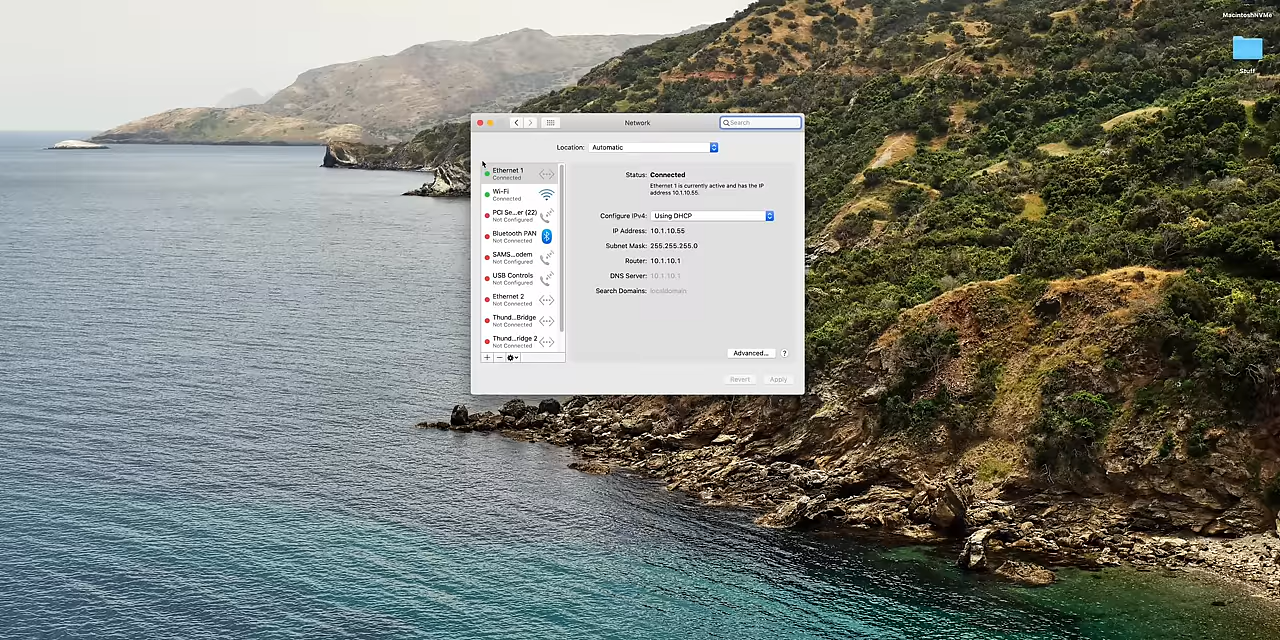 MacintoshNVMe
Stuff
Network
Search
Location: Automatic
Ethernet 1
Connected
Wi-Fi
Connected
PCI Se...er (22)
Not Configured
Bluetooth PAN
Not Connected
SAMS...odem
Not Configured
USB Controls
Not Configured
Ethernet 2
Not Connected
Thund...Bridge
Not Connected
Thund...ridge 2
Not Connected
Status: Connected
Ethernet 1 is currently active and has the IP
address 10.1.10.55.
Configure IPv4: Using DHCP
IP Address: 10.1.10.55
Subnet Mask: 255.255.255.0
Router: 10.1.10.1
DNS Server: 10.1.10.1
Search Domains: localdomain
Advanced... ?
Revert Apply